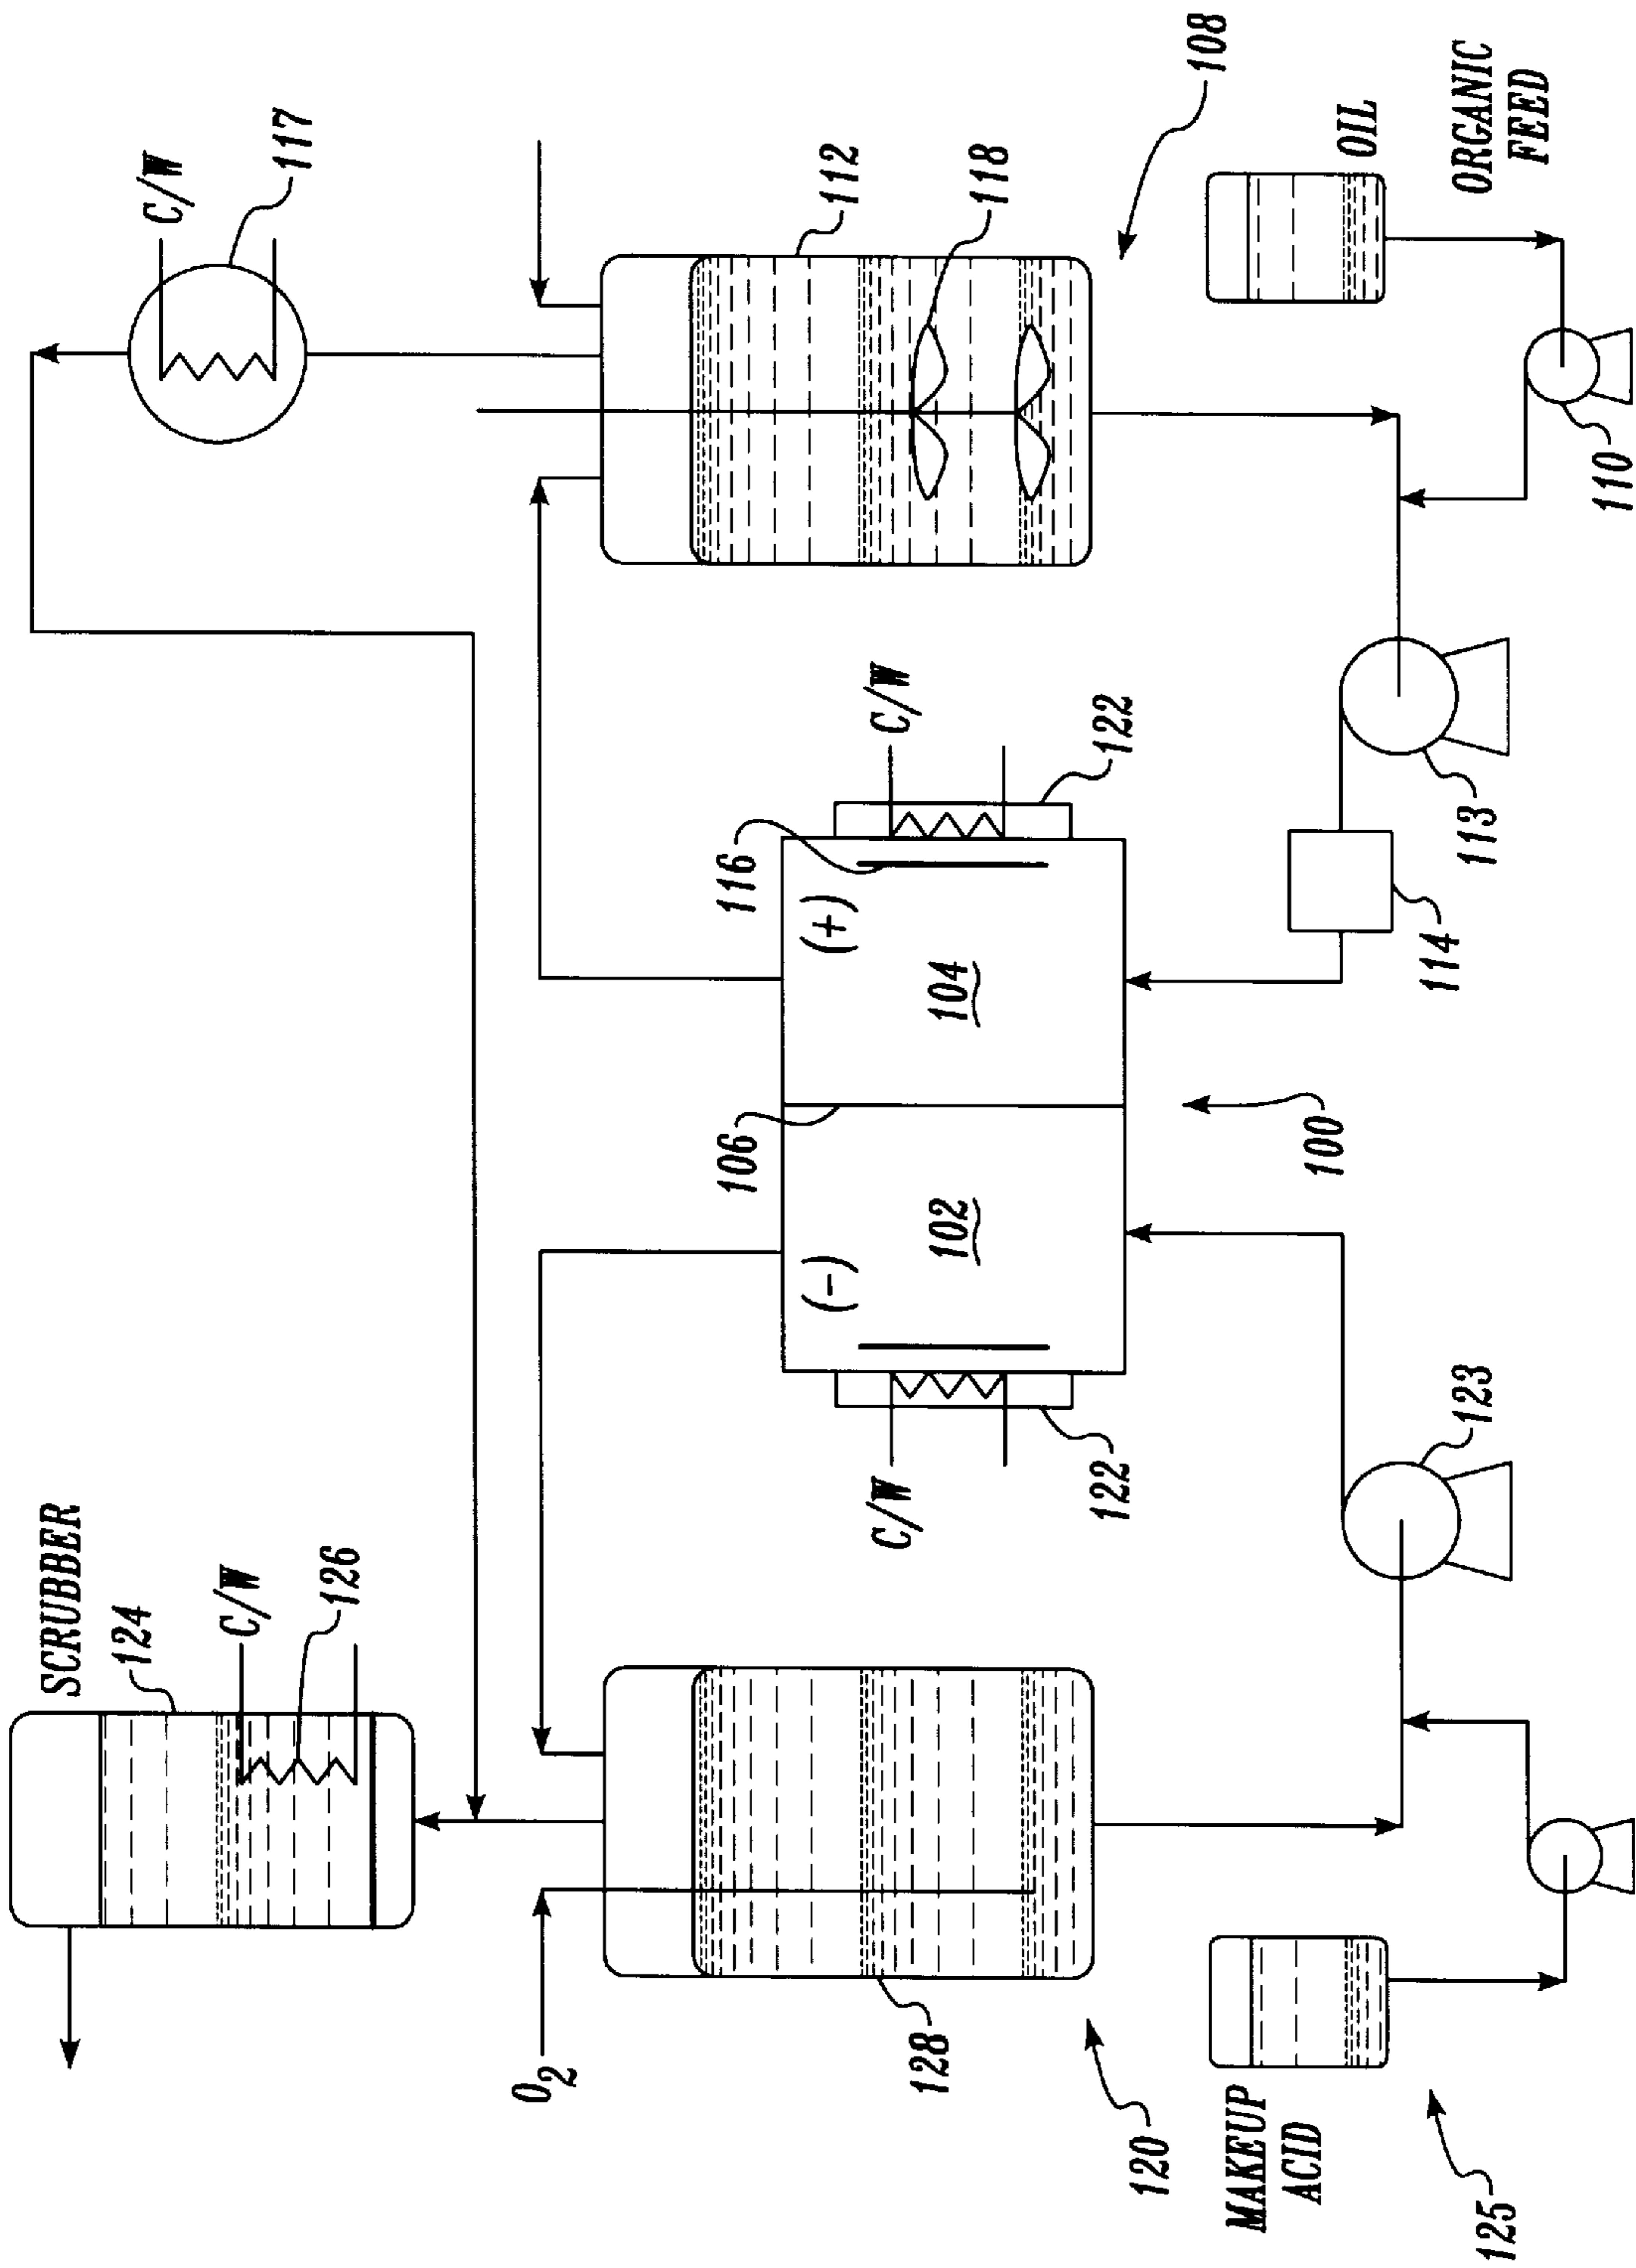 SCRUBBER
124
C/W
117
C/W
126
O₂
106
116
112
(-)
(+)
C/W
C/W
128
102
104
118
122
122
120
108
MAKEUP
ACID
100
OIL
114
123
113
ORGANIC
FEED
125
110